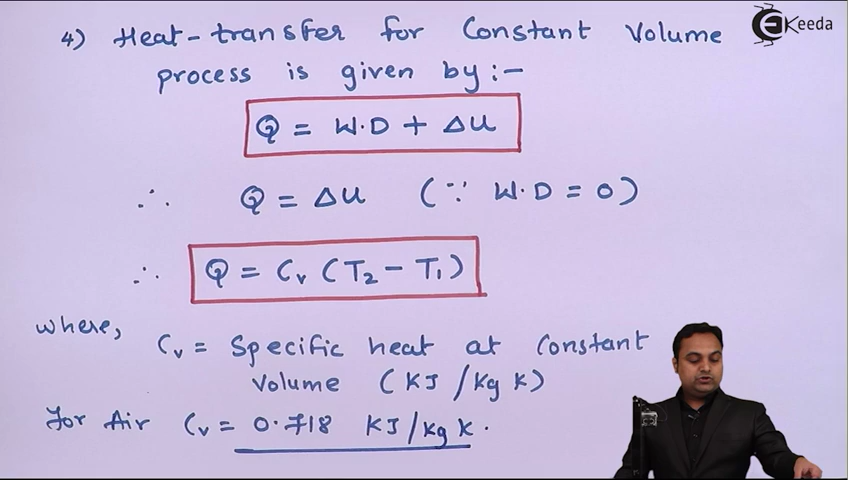 EKeeda
4) Heat-transfer for Constant Volume
process is given by:-
Q = W.D + ΔU
∴ Q = ΔU (∵ W.D = 0)
∴ Q = Cv (T2 - T1)
where,
Cv = Specific heat at Constant
Volume (KJ/Kg K)
For Air Cv = 0.718 KJ/kg K.